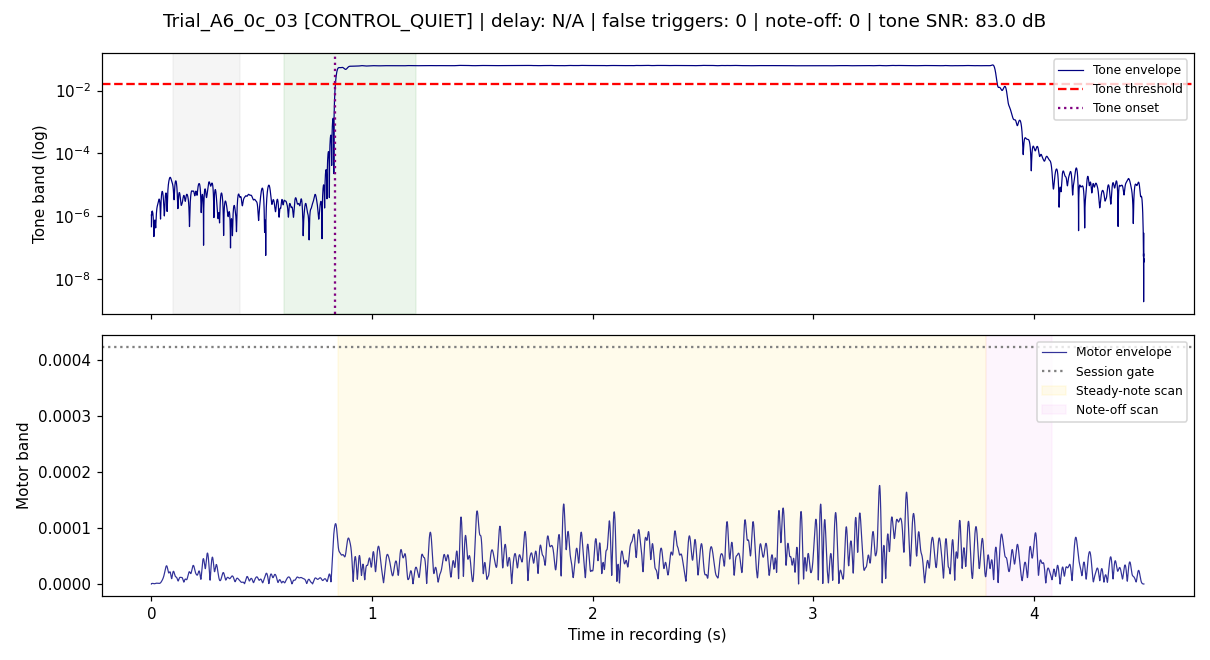 Trial_A6_0c_03 [CONTROL_QUIET] | delay: N/A | false triggers: 0 | note-off: 0 | tone SNR: 83.0 dB
Tone band (log)
10⁻²
10⁻⁴
10⁻⁶
10⁻⁸
Tone envelope
Tone threshold
Tone onset
Motor band
0.0004
0.0003
0.0002
0.0001
0.0000
Motor envelope
Session gate
Steady-note scan
Note-off scan
0 1 2 3 4
Time in recording (s)